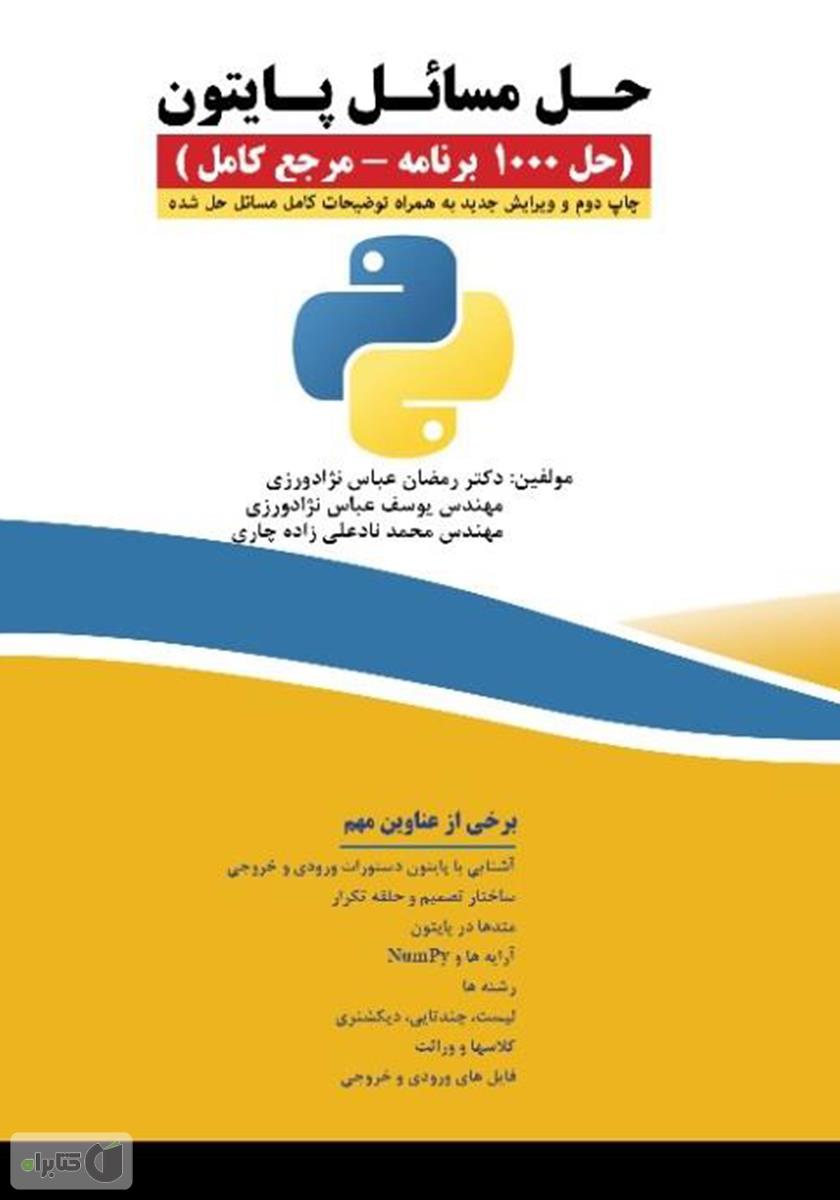 حل مسائل پایتون
(حل ۱۰۰۰ برنامه - مرجع کامل)
چاپ دوم و ویرایش جدید به همراه توضیحات کامل مسائل حل شده
مولفین: دکتر رمضان عباس نژادورزی
مهندس یوسف عباس نژادورزی
مهندس محمد نادعلی زاده چاری
برخی از عناوین مهم
آشنایی با پایتون دستورات ورودی و خروجی
ساختار تصمیم و حلقه تکرار
متدها در پایتون
آرایه ها و NumPy
رشته ها
لیست، چندتایی، دیکشنری
کلاسها و وراثت
فایل های ورودی و خروجی
کتابراه